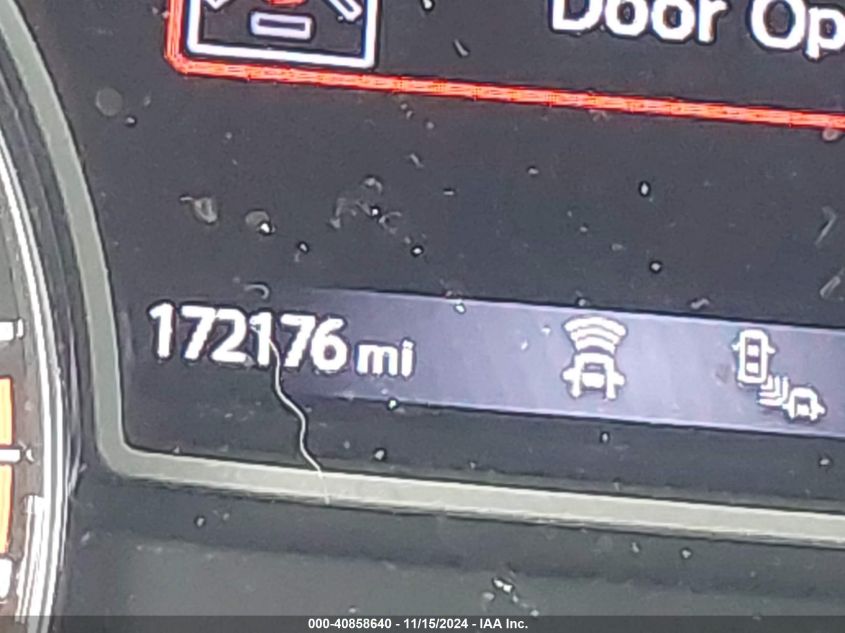 Door Op
172176 mi
000-40858640 - 11/15/2024 - IAA Inc.